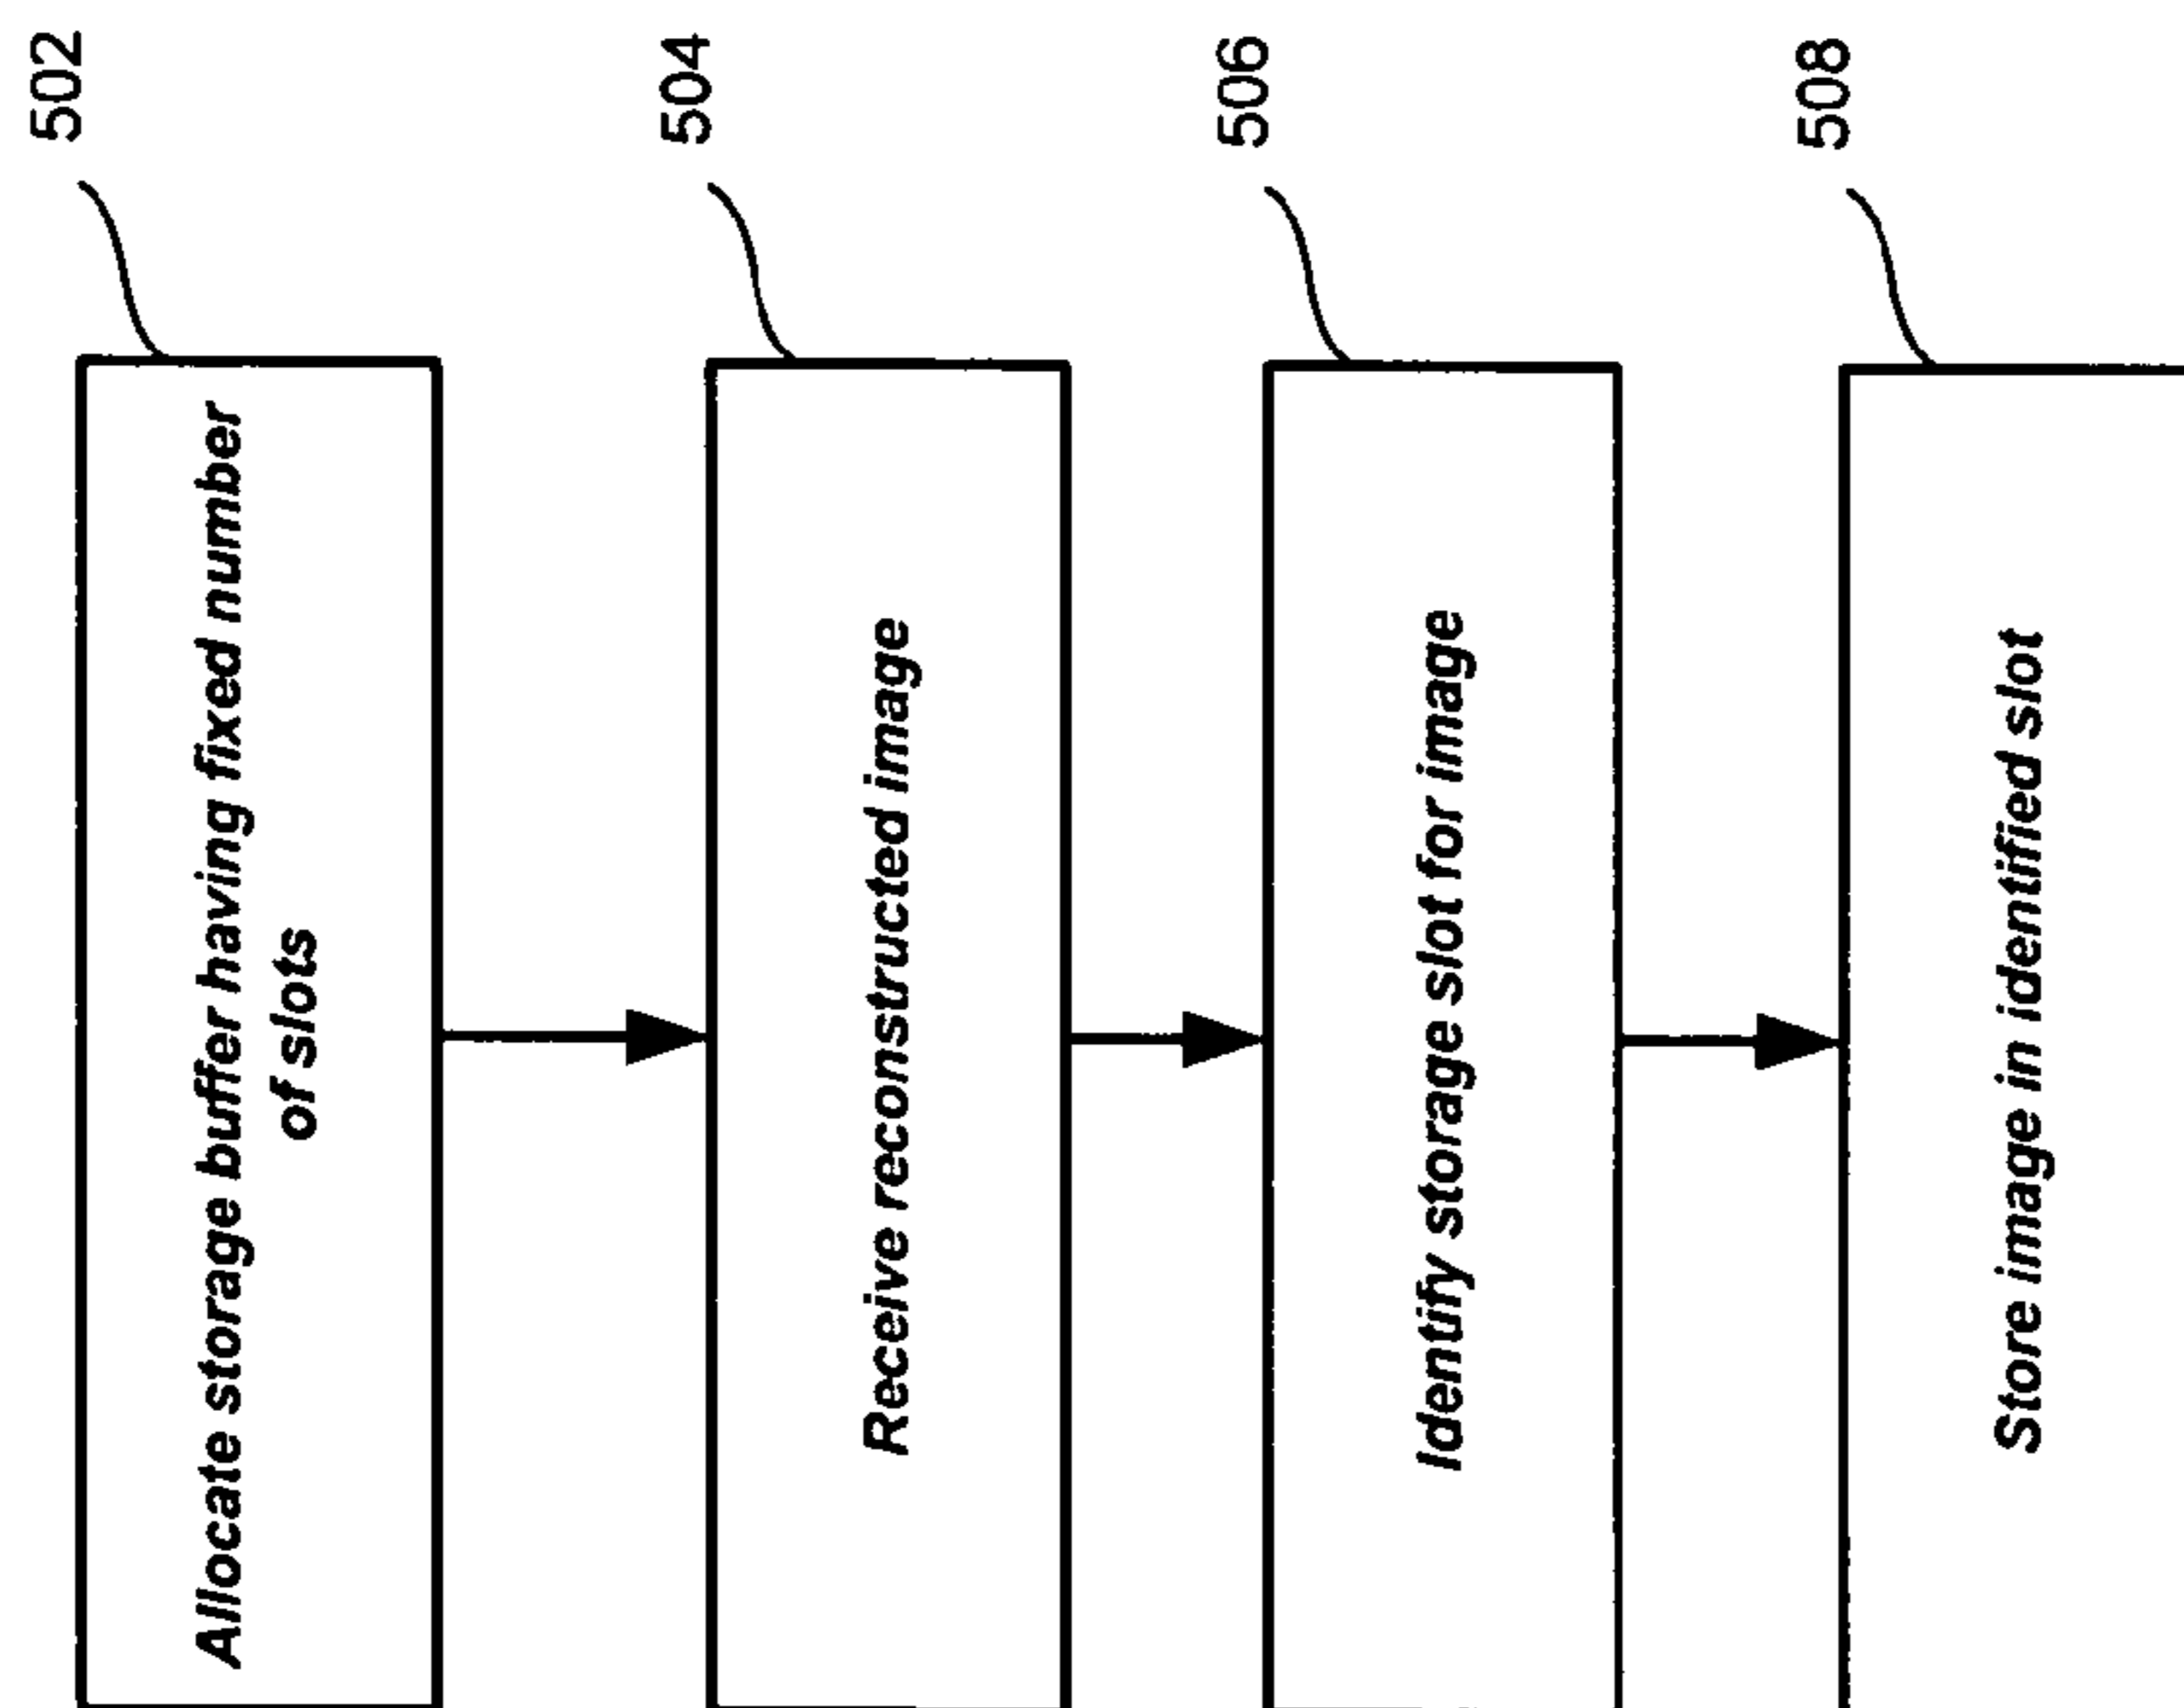 502
Allocate storage buffer having fixed number
of slots
504
Receive reconstructed image
506
Identify storage slot for image
508
Store image in identified slot